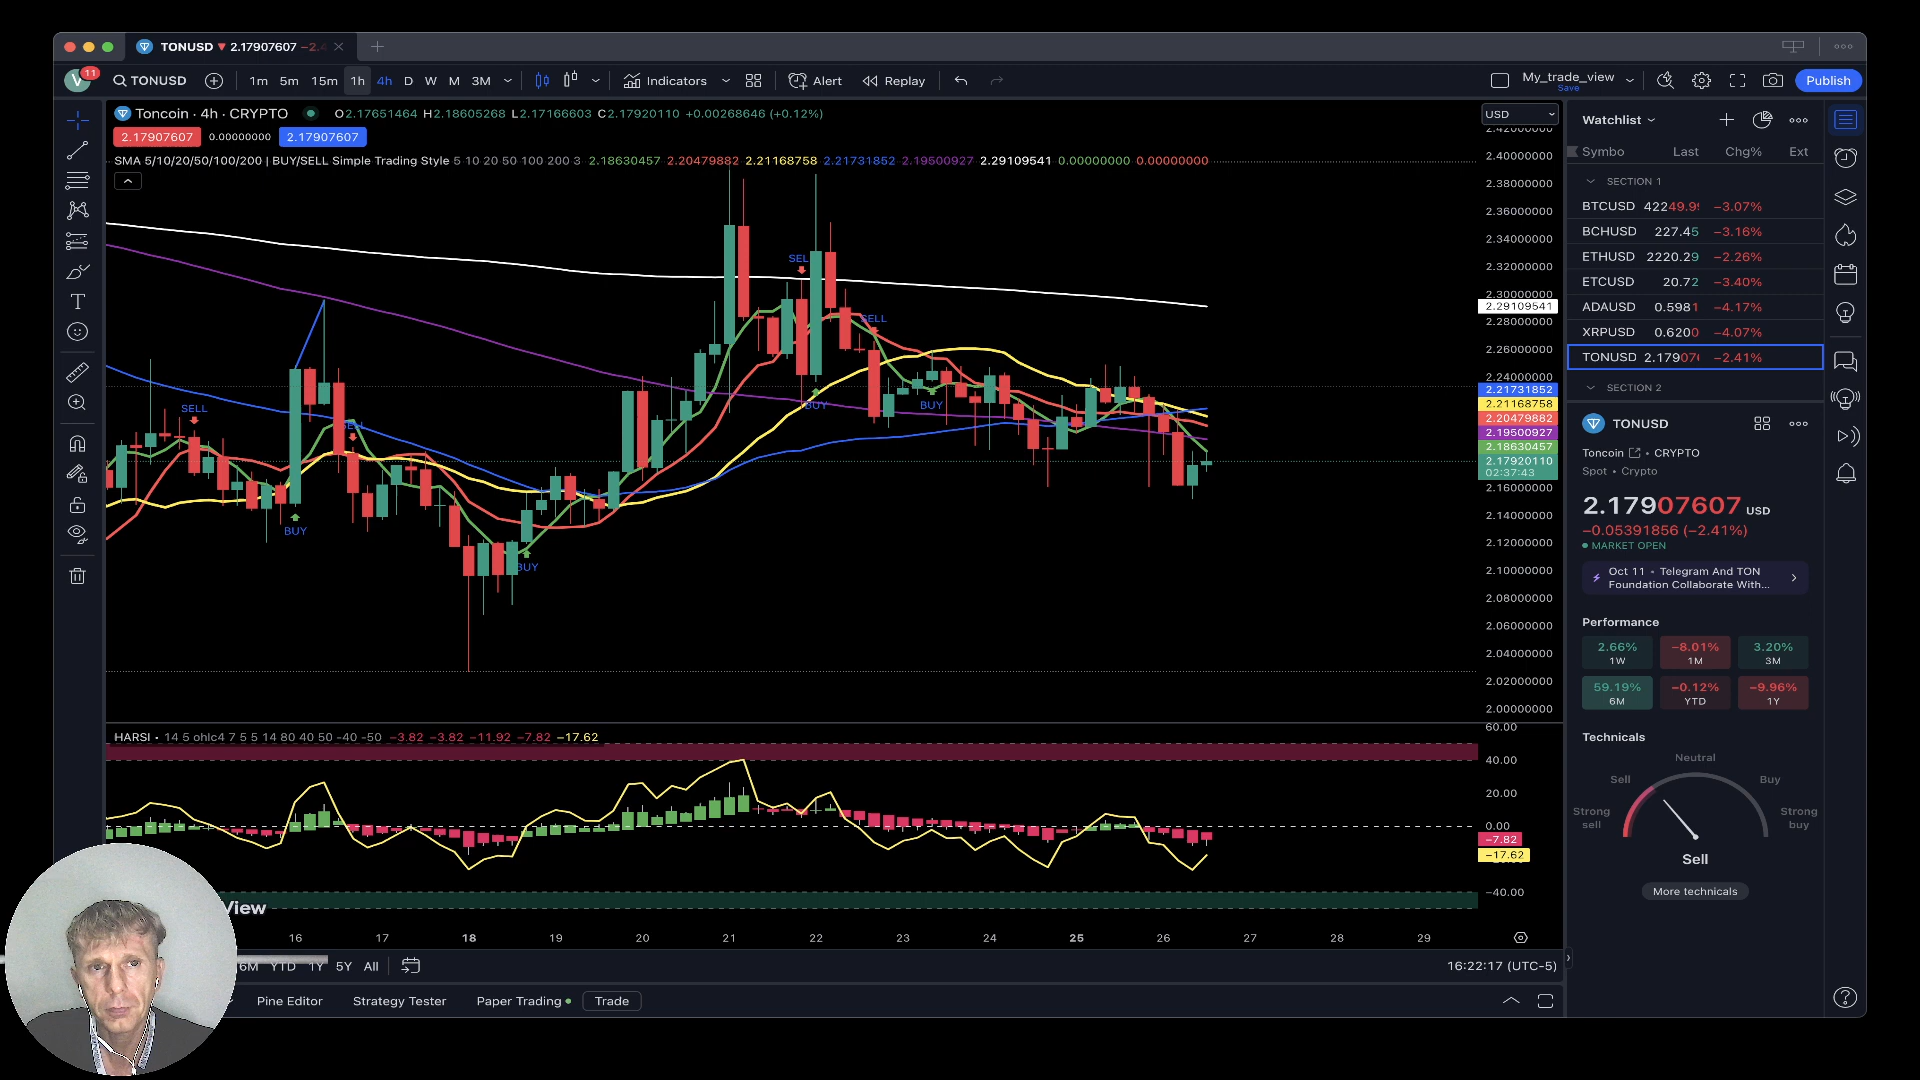 TONUSD ▼ 2.17907607 −2.4
11
TONUSD 1m 5m 15m 1h 4h D W M 3M Indicators Alert Replay My_trade_view Save Publish
Toncoin · 4h · CRYPTO O2.17651464 H2.18605268 L2.17166603 C2.17920110 +0.00268646 (+0.12%)
2.17907607 0.00000000 2.17907607
SMA 5/10/20/50/100/200 | BUY/SELL Simple Trading Style 5 10 20 50 100 200 3 2.18630457 2.20479882 2.21168758 2.21731852 2.19500927 2.29109541 0.00000000 0.00000000
SELL
BUY
BUY
SEL
BUY
SELL
BUY
USD
2.42000000
2.40000000
2.38000000
2.36000000
2.34000000
2.32000000
2.30000000
2.29109541
2.28000000
2.26000000
2.24000000
2.21731852
2.21168758
2.20479882
2.19500927
2.18630457
2.17920110
02:37:43
2.16000000
2.14000000
2.12000000
2.10000000
2.08000000
2.06000000
2.04000000
2.02000000
2.00000000
HARSI · 14 5 ohlc4 7 5 5 14 80 40 50 -40 -50 −3.82 −3.82 −11.92 −7.82 −17.62
60.00
40.00
20.00
0.00
−7.82
−17.62
−40.00
View
16 17 18 19 20 21 22 23 24 25 26 27 28 29
6M YTD 1Y 5Y All 16:22:17 (UTC-5)
Pine Editor Strategy Tester Paper Trading Trade
Watchlist
Symbo Last Chg% Ext
SECTION 1
BTCUSD 42249.9 −3.07%
BCHUSD 227.45 −3.16%
ETHUSD 2220.29 −2.26%
ETCUSD 20.72 −3.40%
ADAUSD 0.5981 −4.17%
XRPUSD 0.6200 −4.07%
TONUSD 2.1790 −2.41%
SECTION 2
TONUSD
Toncoin • CRYPTO
Spot • Crypto
2.17907607 USD
−0.05391856 (−2.41%)
MARKET OPEN
Oct 11 • Telegram And TON
Foundation Collaborate With...
Performance
2.66% −8.01% 3.20%
1W 1M 3M
59.19% −0.12% −9.96%
6M YTD 1Y
Technicals
Neutral
Sell Buy
Strong sell Strong buy
Sell
More technicals